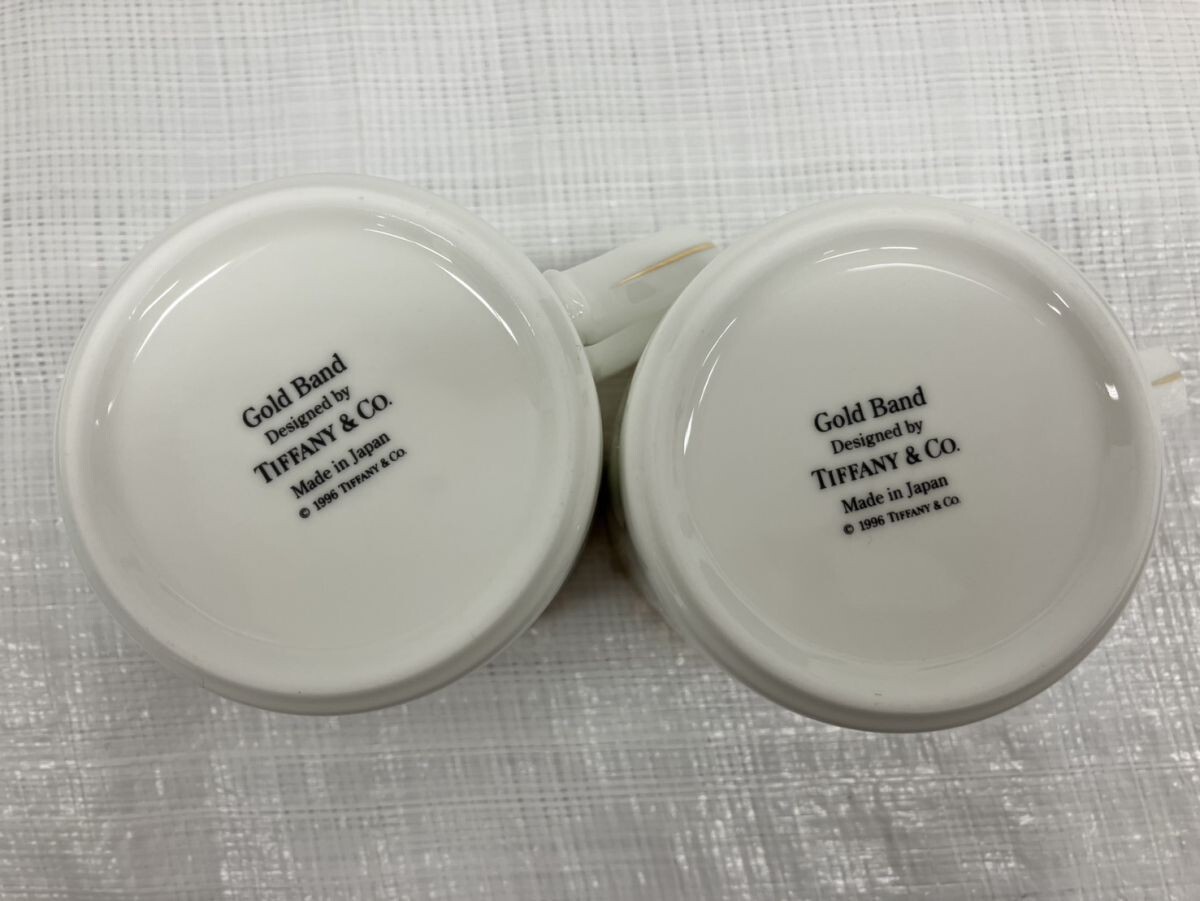 Gold Band
Designed by
TIFFANY & CO.
Made in Japan
© 1996 TIFFANY & CO.
Gold Band
Designed by
TIFFANY & CO.
Made in Japan
© 1996 TIFFANY & CO.